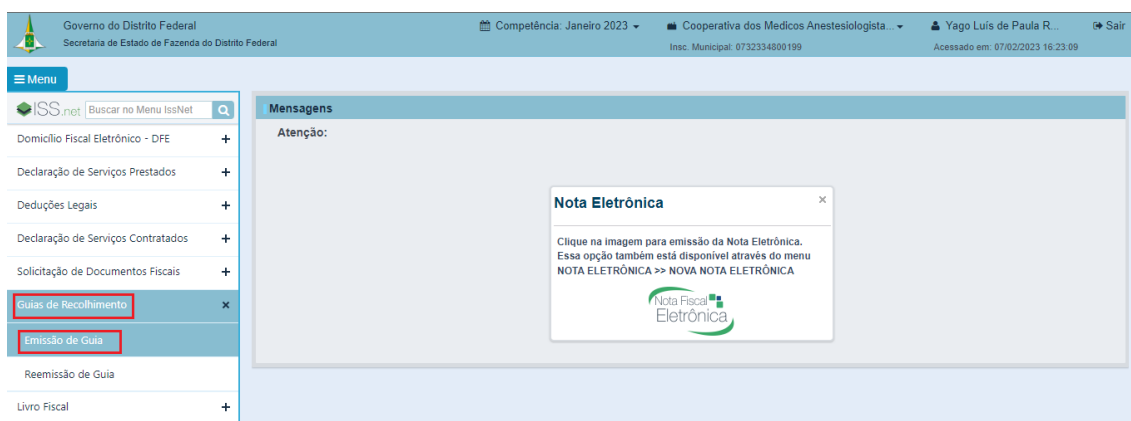 Governo do Distrito Federal
Secretaria de Estado de Fazenda do Distrito Federal
Competência: Janeiro 2023
Cooperativa dos Medicos Anestesiologista...
Insc. Municipal: 0732334800199
Yago Luís de Paula R...
Acessado em: 07/02/2023 16:23:09
Sair
Menu
ISS.net
Buscar no Menu IssNet
Domicílio Fiscal Eletrônico - DFE +
Declaração de Serviços Prestados +
Deduções Legais +
Declaração de Serviços Contratados +
Solicitação de Documentos Fiscais +
Guias de Recolhimento ×
Emissão de Guia
Reemissão de Guia
Livro Fiscal +
Mensagens
Atenção:
Nota Eletrônica ×
Clique na imagem para emissão da Nota Eletrônica.
Essa opção também está disponível através do menu
NOTA ELETRÔNICA >> NOVA NOTA ELETRÔNICA
Nota Fiscal
Eletrônica